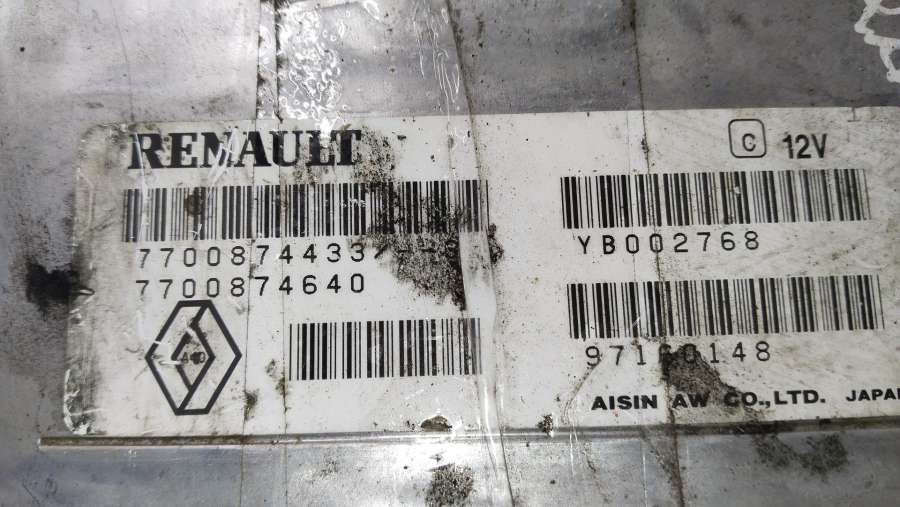 RENAULT
C 12V
7700874433
YB002768
7700874640
AISIN AW CO.,LTD. JAPAN